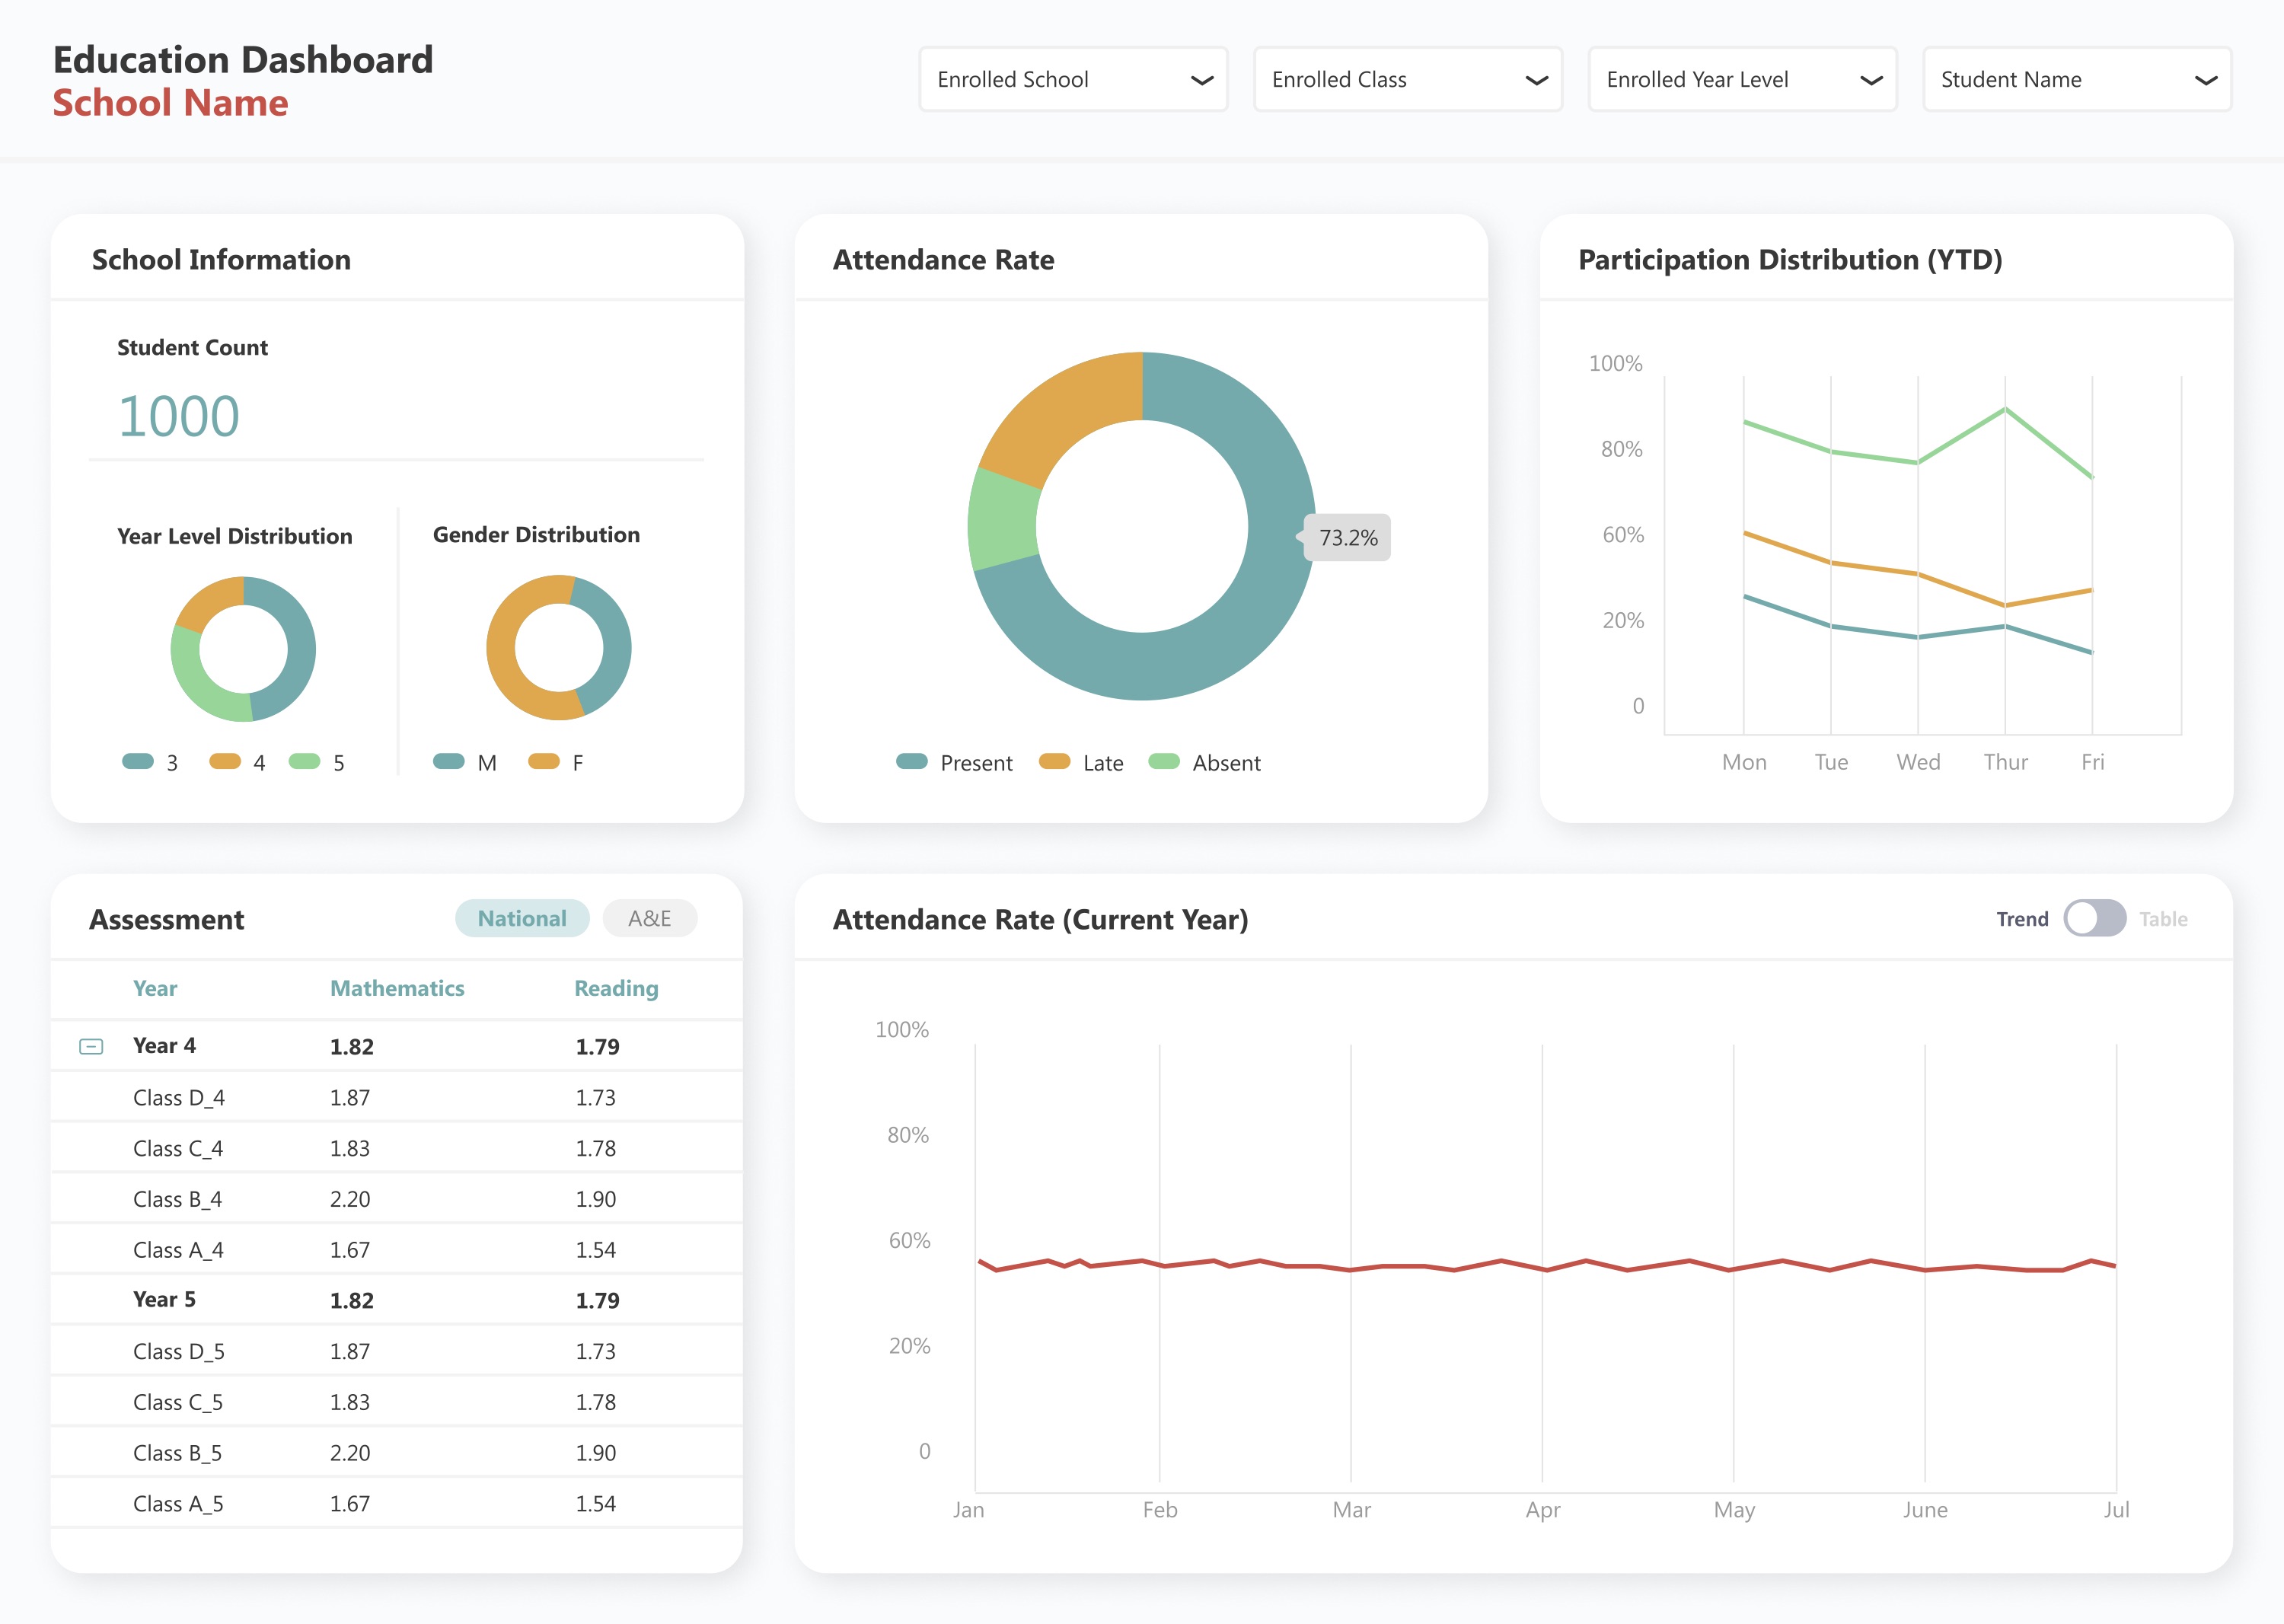 Education Dashboard
School Name
Enrolled School
Enrolled Class
Enrolled Year Level
Student Name
School Information
Student Count
1000
Year Level Distribution
3 4 5
Gender Distribution
M F
Attendance Rate
73.2%
Present Late Absent
Participation Distribution (YTD)
100%
80%
60%
20%
0
Mon Tue Wed Thur Fri
Assessment
National A&E
Year Mathematics Reading
Year 4 1.82 1.79
Class D_4 1.87 1.73
Class C_4 1.83 1.78
Class B_4 2.20 1.90
Class A_4 1.67 1.54
Year 5 1.82 1.79
Class D_5 1.87 1.73
Class C_5 1.83 1.78
Class B_5 2.20 1.90
Class A_5 1.67 1.54
Attendance Rate (Current Year)
Trend Table
100%
80%
60%
20%
0
Jan Feb Mar Apr May June Jul